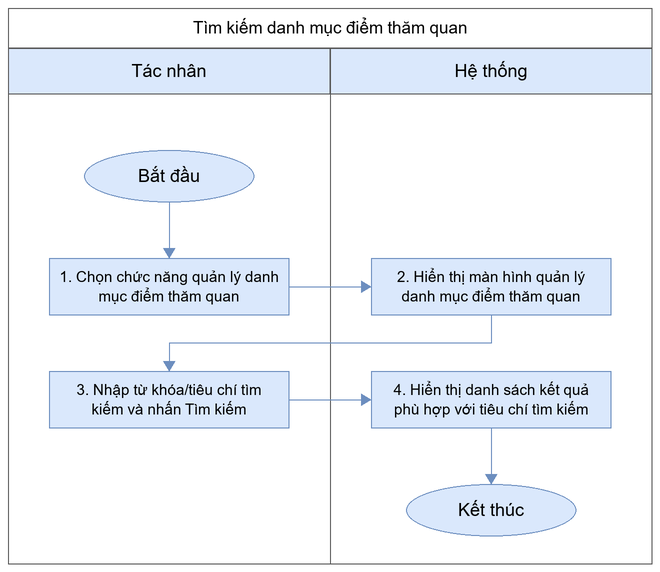 Tìm kiếm danh mục điểm thăm quan
Tác nhân
Hệ thống
Bắt đầu
1. Chọn chức năng quản lý danh
mục điểm thăm quan
2. Hiển thị màn hình quản lý
danh mục điểm thăm quan
3. Nhập từ khóa/tiêu chí tìm
kiếm và nhấn Tìm kiếm
4. Hiển thị danh sách kết quả
phù hợp với tiêu chí tìm kiếm
Kết thúc